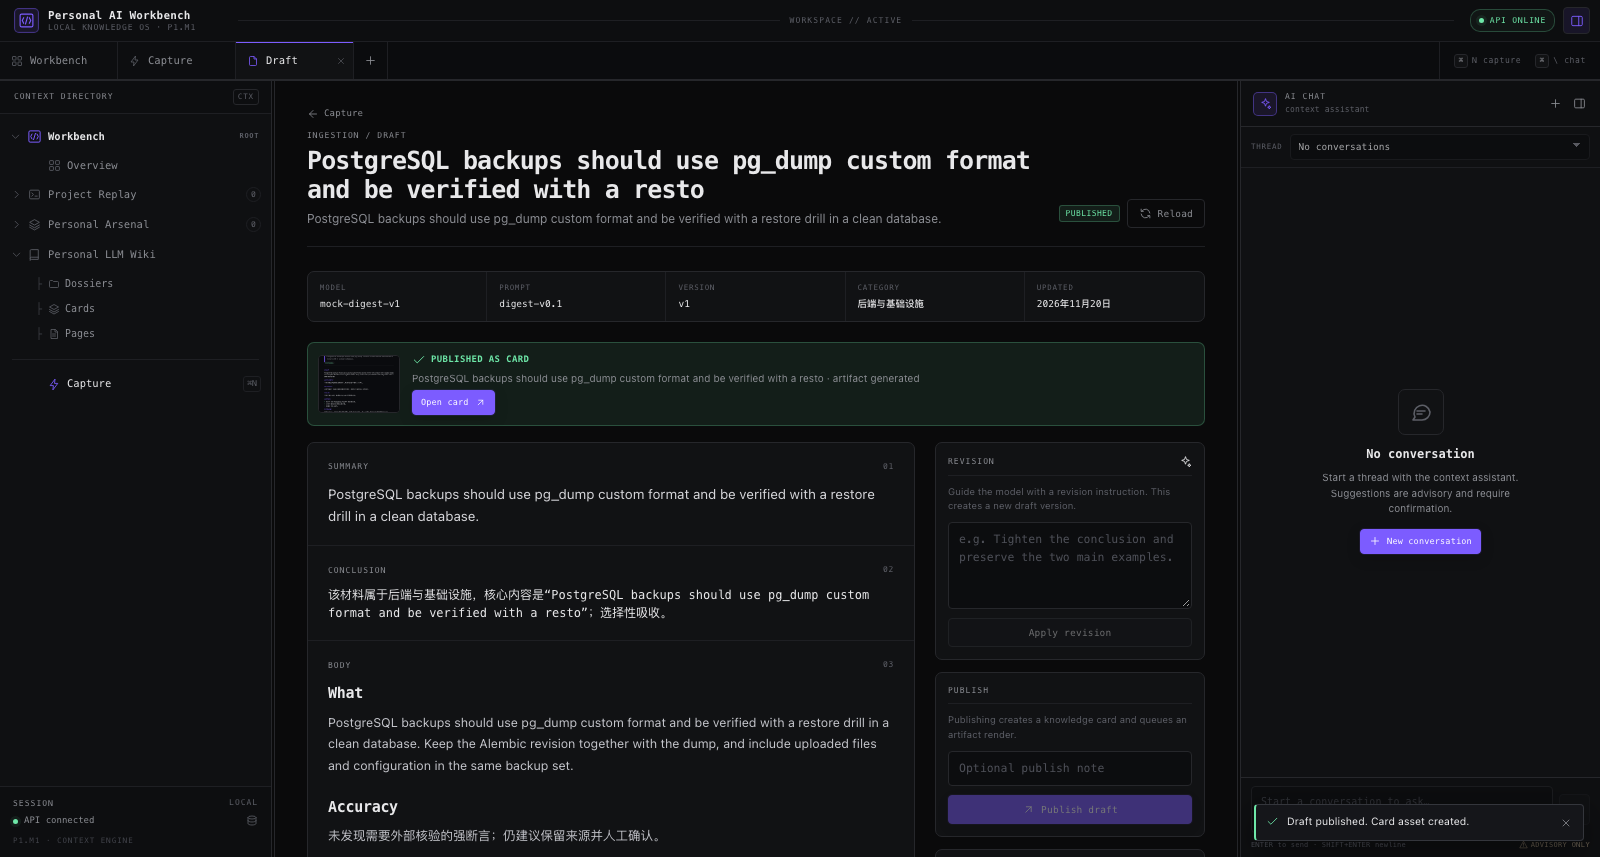 Personal AI Workbench
LOCAL KNOWLEDGE OS · P1.M1
WORKSPACE // ACTIVE
API ONLINE
Workbench
Capture
Draft
⌘ N capture
⌘ \ chat
CONTEXT DIRECTORY
CTX
Workbench
ROOT
Overview
Project Replay
0
Personal Arsenal
0
Personal LLM Wiki
Dossiers
Cards
Pages
Capture
⌘N
SESSION
LOCAL
API connected
P1.M1 · CONTEXT ENGINE
← Capture
INGESTION / DRAFT
PostgreSQL backups should use pg_dump custom format
and be verified with a resto
PostgreSQL backups should use pg_dump custom format and be verified with a restore drill in a clean database.
PUBLISHED
Reload
MODEL
mock-digest-v1
PROMPT
digest-v0.1
VERSION
v1
CATEGORY
后端与基础设施
UPDATED
2026年11月20日
PUBLISHED AS CARD
PostgreSQL backups should use pg_dump custom format and be verified with a resto · artifact generated
Open card
SUMMARY
01
PostgreSQL backups should use pg_dump custom format and be verified with a restore
drill in a clean database.
CONCLUSION
02
该材料属于后端与基础设施，核心内容是“PostgreSQL backups should use pg_dump custom
format and be verified with a resto”；选择性吸收。
BODY
03
What
PostgreSQL backups should use pg_dump custom format and be verified with a restore drill in a
clean database. Keep the Alembic revision together with the dump, and include uploaded files
and configuration in the same backup set.
Accuracy
未发现需要外部核验的强断言；仍建议保留来源并人工确认。
REVISION
Guide the model with a revision instruction. This
creates a new draft version.
e.g. Tighten the conclusion and
preserve the two main examples.
Apply revision
PUBLISH
Publishing creates a knowledge card and queues an
artifact render.
Optional publish note
Publish draft
AI CHAT
context assistant
THREAD
No conversations
No conversation
Start a thread with the context assistant.
Suggestions are advisory and require
confirmation.
New conversation
Start a conversation to ask.
Draft published. Card asset created.
ENTER to send · SHIFT+ENTER newline
ADVISORY ONLY